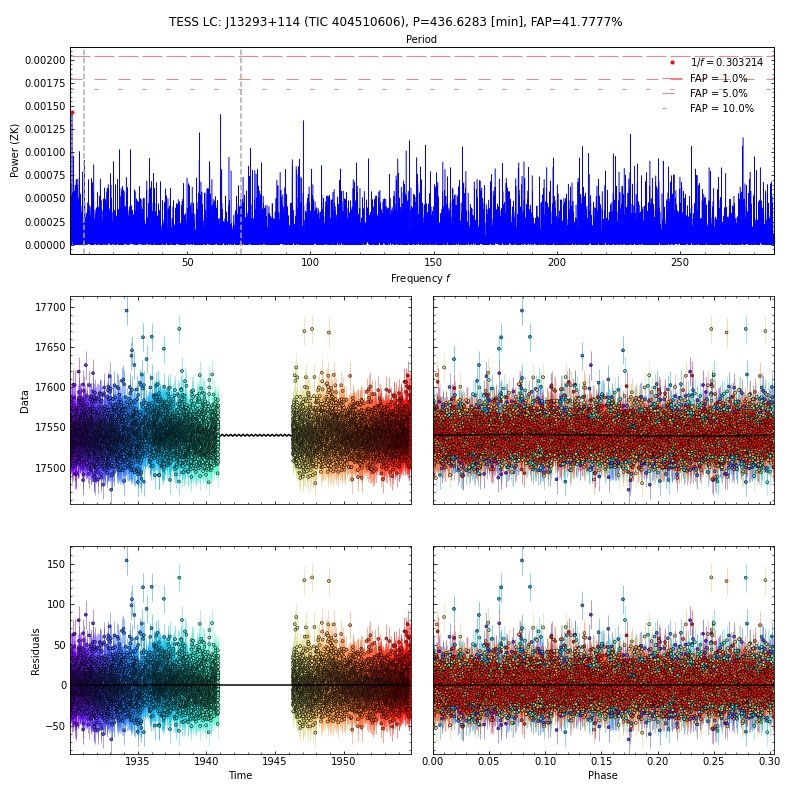 TESS LC: J13293+114 (TIC 404510606), P=436.6283 [min], FAP=41.7777%
Period
Power (ZK)
0.00200
0.00175
0.00150
0.00125
0.00100
0.00075
0.00050
0.00025
0.00000
1/f = 0.303214
FAP = 1.0%
FAP = 5.0%
FAP = 10.0%
50 100 150 200 250
Frequency f
Data
17700
17650
17600
17550
17500
Residuals
150
100
50
0
−50
1935 1940 1945 1950
Time
0.00 0.05 0.10 0.15 0.20 0.25 0.30
Phase